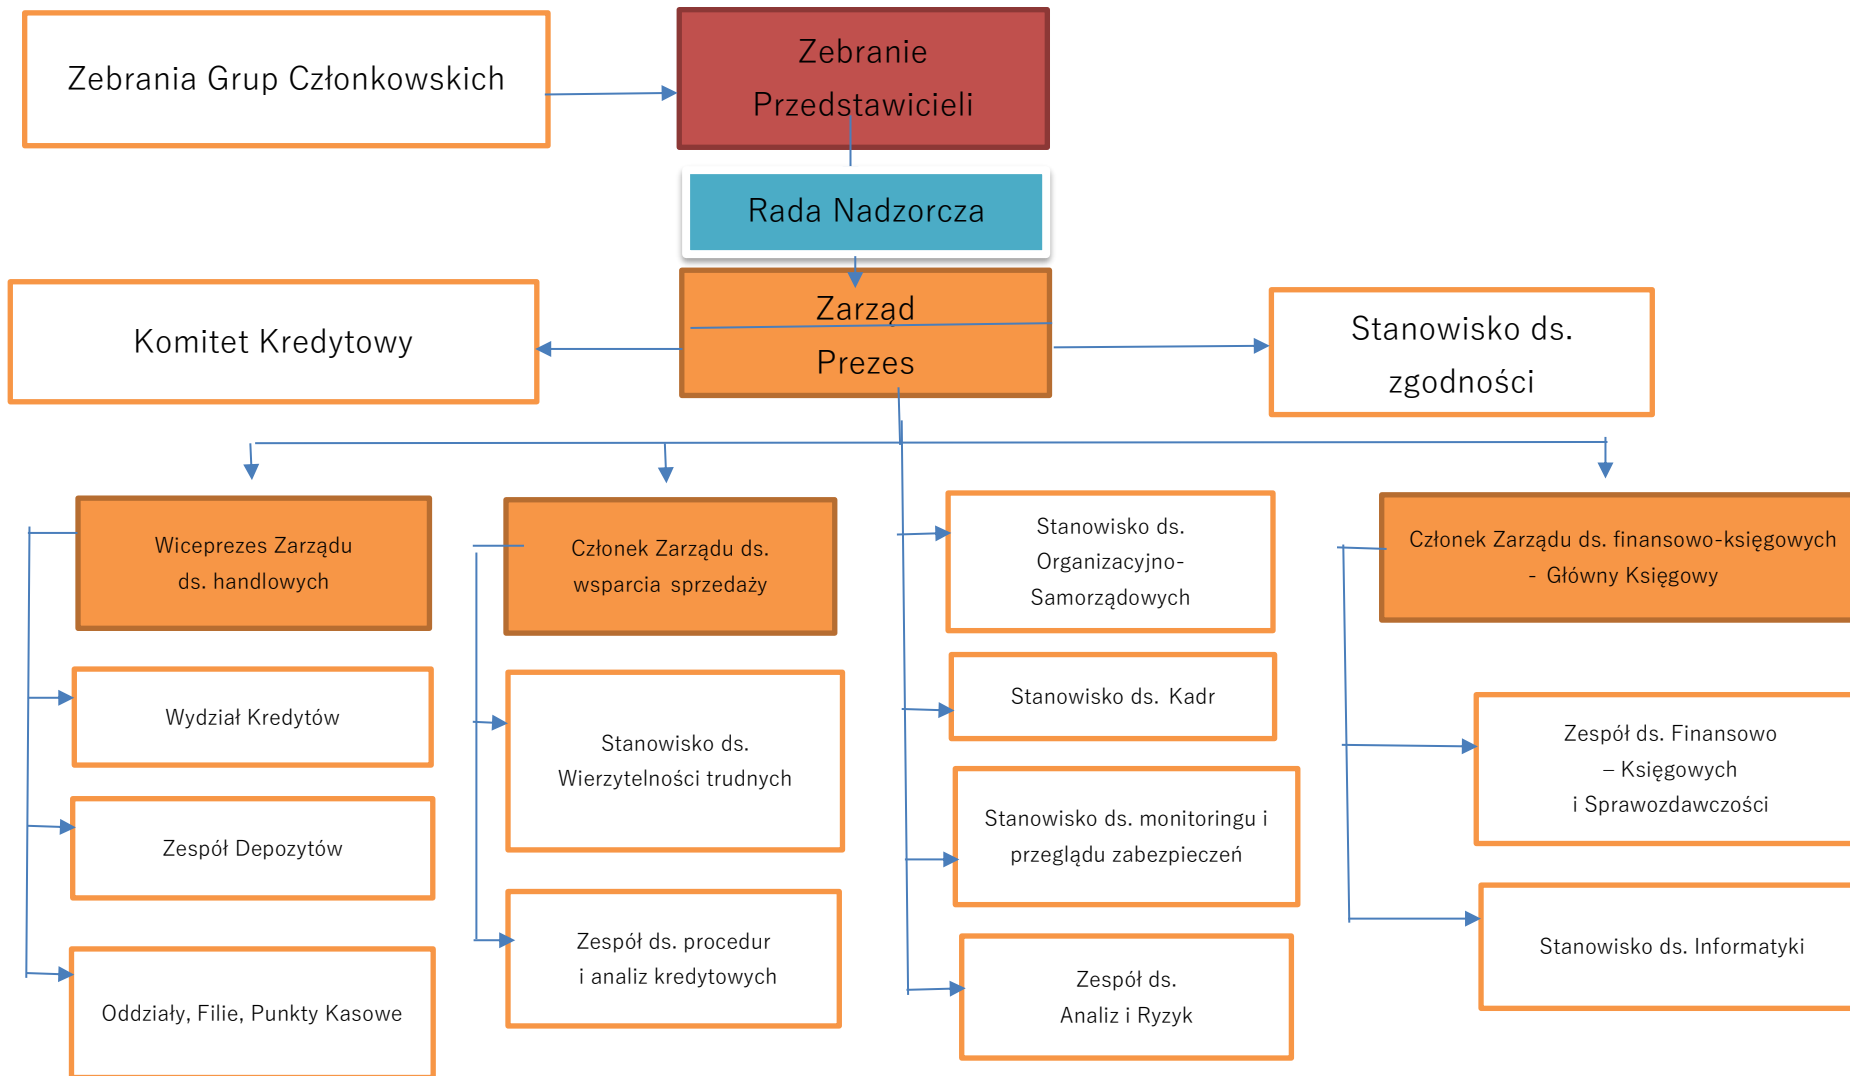 Zebrania Grup Członkowskich
Zebranie
Przedstawicieli
Rada Nadzorcza
Komitet Kredytowy
Zarząd
Prezes
Stanowisko ds.
zgodności
Wiceprezes Zarządu
ds. handlowych
Członek Zarządu ds.
wsparcia sprzedaży
Stanowisko ds.
Organizacyjno-
Samorządowych
Członek Zarządu ds. finansowo-księgowych
- Główny Księgowy
Wydział Kredytów
Stanowisko ds.
Wierzytelności trudnych
Stanowisko ds. Kadr
Zespół ds. Finansowo
– Księgowych
i Sprawozdawczości
Zespół Depozytów
Stanowisko ds. monitoringu i
przeglądu zabezpieczeń
Zespół ds. procedur
i analiz kredytowych
Stanowisko ds. Informatyki
Oddziały, Filie, Punkty Kasowe
Zespół ds.
Analiz i Ryzyk